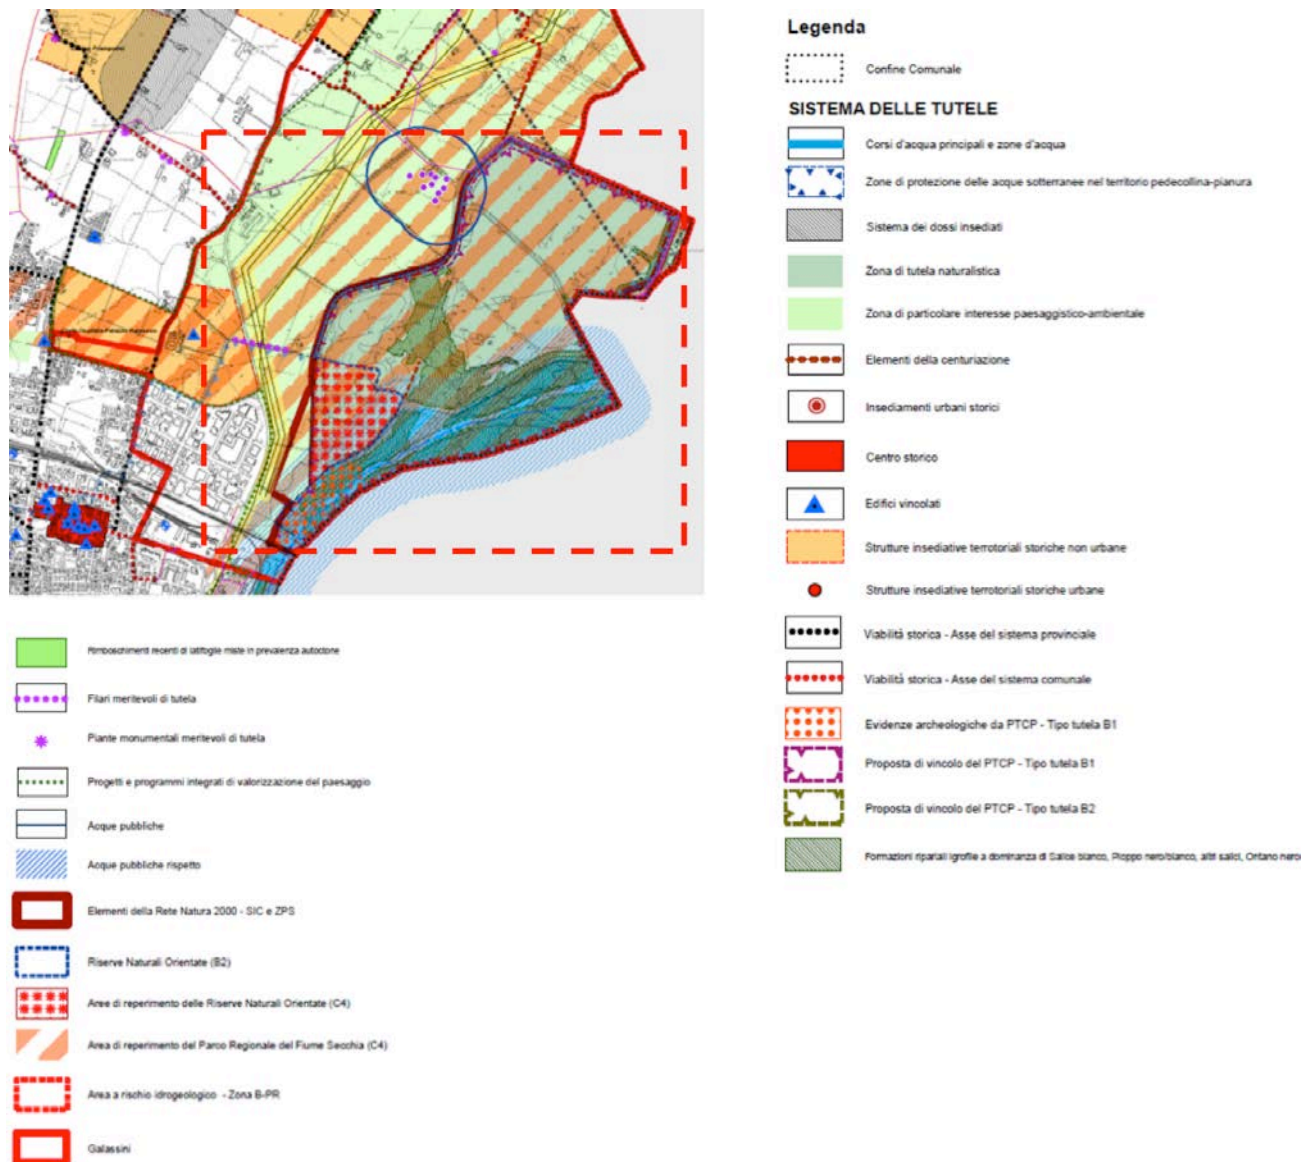 Legenda
Confine Comunale
SISTEMA DELLE TUTELE
Corsi d'acqua principali e zone d'acqua
Zone di protezione delle acque sotterranee nel territorio pedecollina-pianura
Sistema dei dossi insediati
Zona di tutela naturalistica
Zona di particolare interesse paesaggistico-ambientale
Elementi della centuriazione
Insediamenti urbani storici
Centro storico
Edifici vincolati
Strutture insediative terrotoriali storiche non urbane
Strutture insediative terrotoriali storiche urbane
Viabilità storica - Asse del sistema provinciale
Viabilità storica - Asse del sistema comunale
Evidenze archeologiche da PTCP - Tipo tutela B1
Proposta di vincolo del PTCP - Tipo tutela B1
Proposta di vincolo del PTCP - Tipo tutela B2
Formazioni ripariali igrofile a dominanza di Salice bianco, Pioppo nero/bianco, altri salici, Ontano nero
Rimboschimenti recenti di latifoglie miste in prevalenza autoctone
Filari meritevoli di tutela
Piante monumentali meritevoli di tutela
Progetti e programmi integrati di valorizzazione del paesaggio
Acque pubbliche
Acque pubbliche rispetto
Elementi della Rete Natura 2000 - SIC e ZPS
Riserve Naturali Orientate (B2)
Aree di reperimento delle Riserve Naturali Orientate (C4)
Area di reperimento del Parco Regionale del Fiume Secchia (C4)
Area a rischio idrogeologico - Zona B-PR
Galassini